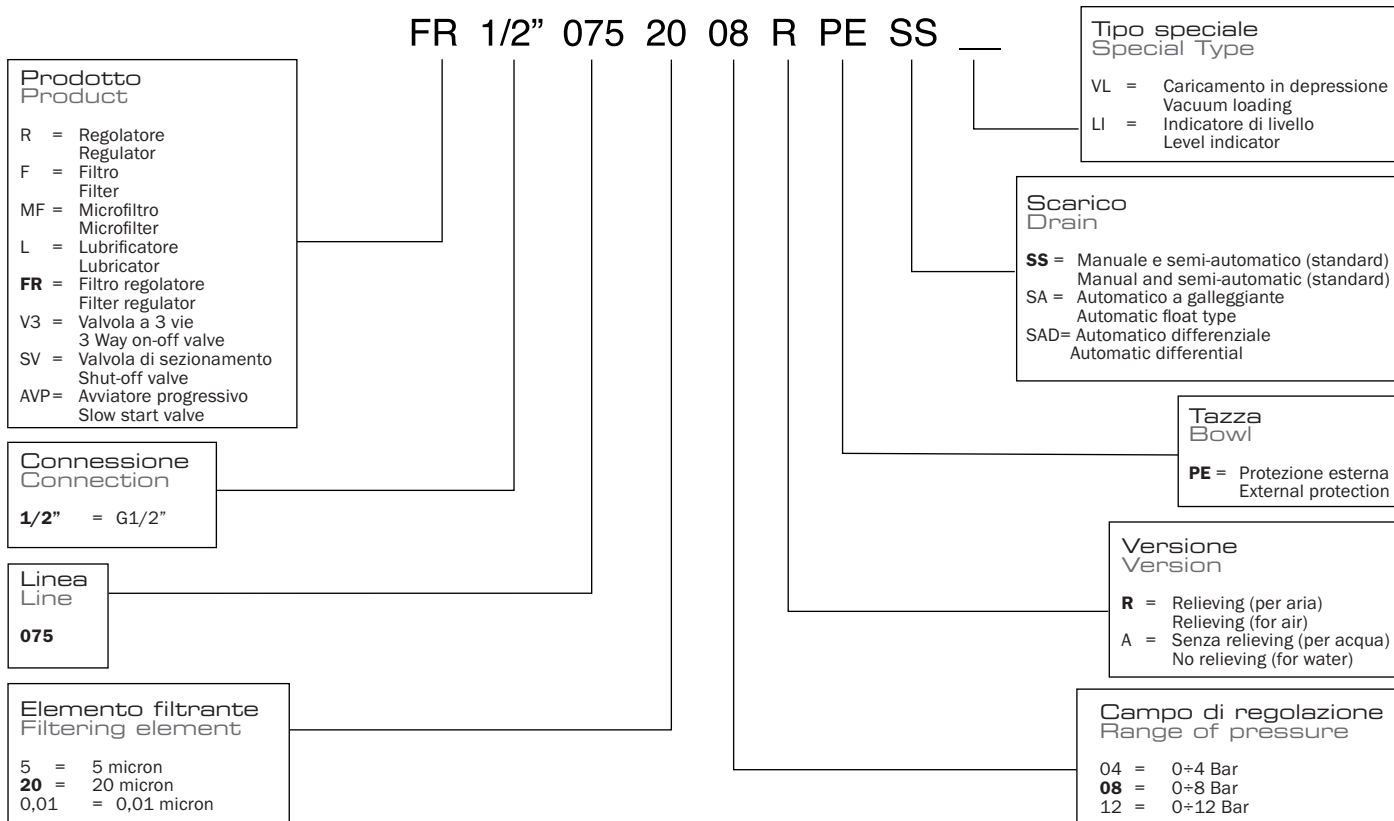 FR 1/2” 075 20 08 R PE SS __
Prodotto
Product
R = Regolatore
Regulator
F = Filtro
Filter
MF = Microfiltro
Microfilter
L = Lubrificatore
Lubricator
FR = Filtro regolatore
Filter regulator
V3 = Valvola a 3 vie
3 Way on-off valve
SV = Valvola di sezionamento
Shut-off valve
AVP= Avviatore progressivo
Slow start valve
Connessione
Connection
1/2” = G1/2”
Linea
Line
075
Elemento filtrante
Filtering element
5 = 5 micron
20 = 20 micron
0,01 = 0,01 micron
Tipo speciale
Special Type
VL = Caricamento in depressione
Vacuum loading
LI = Indicatore di livello
Level indicator
Scarico
Drain
SS = Manuale e semi-automatico (standard)
Manual and semi-automatic (standard)
SA = Automatico a galleggiante
Automatic float type
SAD= Automatico differenziale
Automatic differential
Tazza
Bowl
PE = Protezione esterna
External protection
Versione
Version
R = Relieving (per aria)
Relieving (for air)
A = Senza relieving (per acqua)
No relieving (for water)
Campo di regolazione
Range of pressure
04 = 0÷4 Bar
08 = 0÷8 Bar
12 = 0÷12 Bar